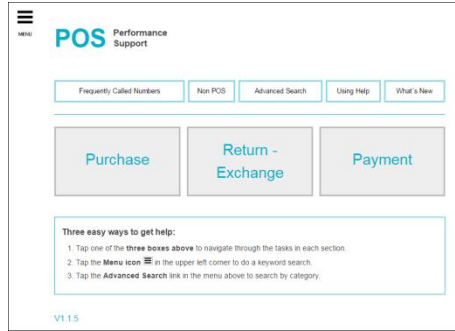 MENU
POS Performance
Support
Frequently Called Numbers Non POS Advanced Search Using Help What's New
Purchase Return - Payment
Exchange
Three easy ways to get help:
1. Tap one of the three boxes above to navigate through the tasks in each section.
2. Tap the Menu icon in the upper left corner to do a keyword search.
3. Tap the Advanced Search link in the menu above to search by category.
V1.1.5